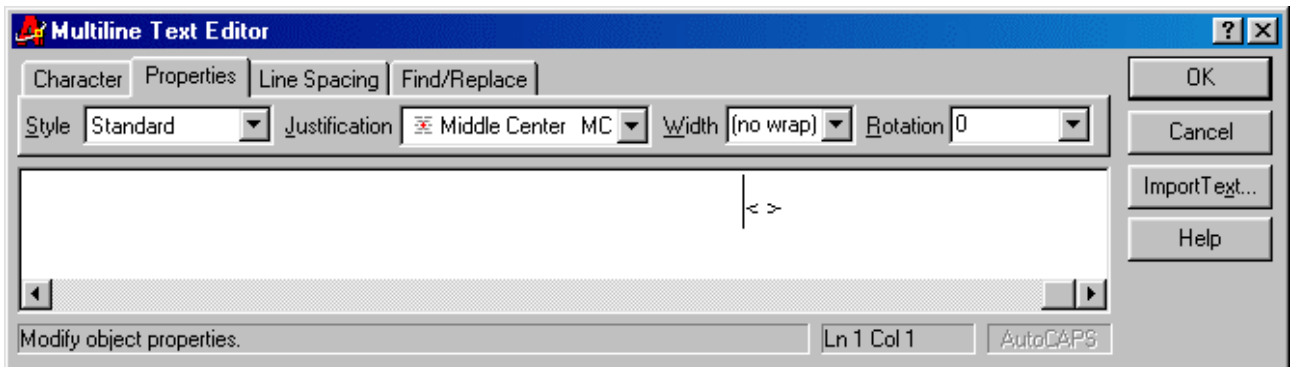 Multiline Text Editor
Character Properties Line Spacing Find/Replace
OK
Style Standard Justification Middle Center MC Width (no wrap) Rotation 0
Cancel
< >
ImportText...
Help
Modify object properties. Ln 1 Col 1 AutoCAPS